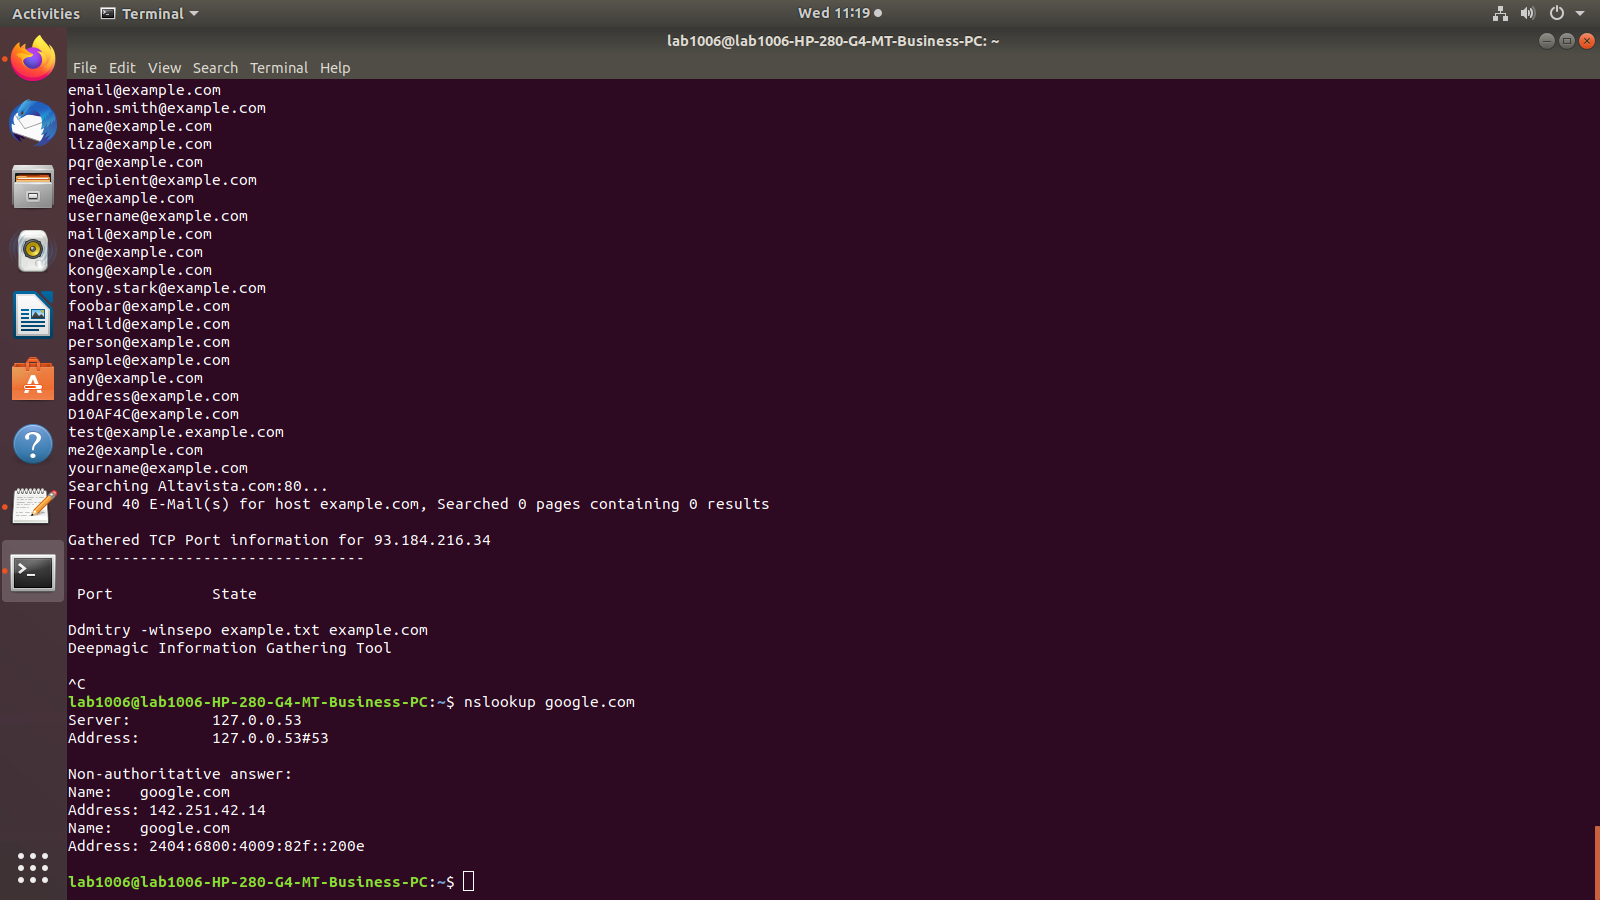 Activities
Terminal
Wed 11:19
lab1006@lab1006-HP-280-G4-MT-Business-PC: ~
File Edit View Search Terminal Help
email@example.com
john.smith@example.com
name@example.com
liza@example.com
pqr@example.com
recipient@example.com
me@example.com
username@example.com
mail@example.com
one@example.com
kong@example.com
tony.stark@example.com
foobar@example.com
mailid@example.com
person@example.com
sample@example.com
any@example.com
address@example.com
D10AF4C@example.com
test@example.example.com
me2@example.com
yourname@example.com
Searching Altavista.com:80...
Found 40 E-Mail(s) for host example.com, Searched 0 pages containing 0 results
Gathered TCP Port information for 93.184.216.34
---------------------------------
Port State
Ddmitry -winsepo example.txt example.com
Deepmagic Information Gathering Tool
^C
lab1006@lab1006-HP-280-G4-MT-Business-PC:~$ nslookup google.com
Server: 127.0.0.53
Address: 127.0.0.53#53
Non-authoritative answer:
Name: google.com
Address: 142.251.42.14
Name: google.com
Address: 2404:6800:4009:82f::200e
lab1006@lab1006-HP-280-G4-MT-Business-PC:~$